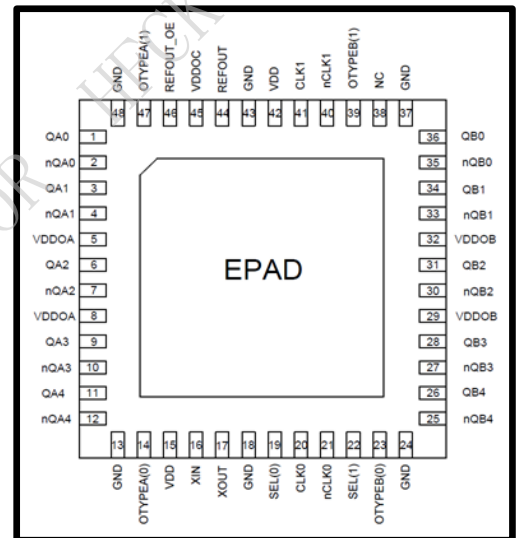 GND OTYPEA(1) REFOUT_OE VDDOC REFOUT GND VDD CLK1 nCLK1 OTYPEB(1) NC GND
48 47 46 45 44 43 42 41 40 39 38 37
QA0 1 36 QB0
nQA0 2 35 nQB0
QA1 3 34 QB1
nQA1 4 33 nQB1
VDDOA 5 32 VDDOB
QA2 6 31 QB2
EPAD
nQA2 7 30 nQB2
VDDOA 8 29 VDDOB
QA3 9 28 QB3
nQA3 10 27 nQB3
QA4 11 26 QB4
nQA4 12 25 nQB4
13 14 15 16 17 18 19 20 21 22 23 24
GND OTYPEA(0) VDD XIN XOUT GND SEL(0) CLK0 nCLK0 SEL(1) OTYPEB(0) GND